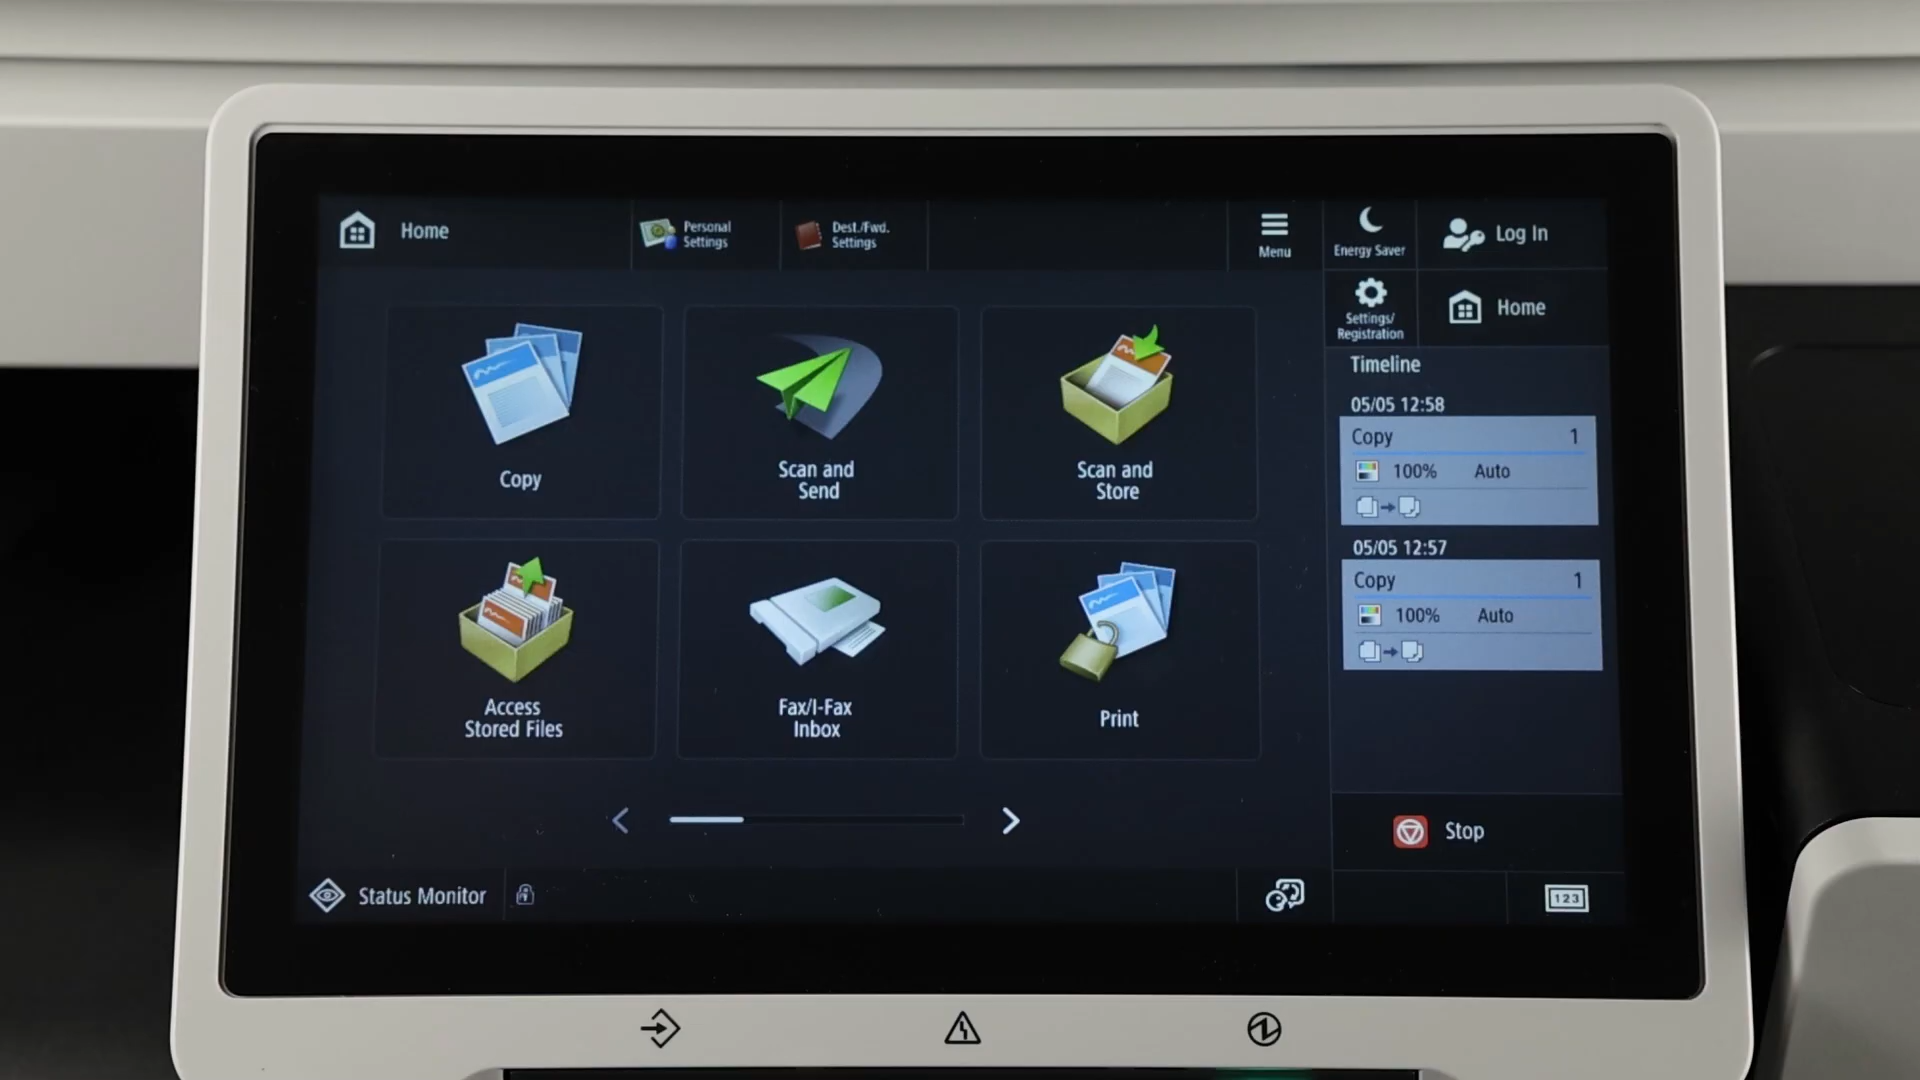 Home
Personal
Settings
Dest./Fwd.
Settings
Menu
Energy Saver
Log In
Settings/
Registration
Home
Timeline
05/05 12:58
Copy 1
100% Auto
05/05 12:57
Copy 1
100% Auto
Copy
Scan and
Send
Scan and
Store
Access
Stored Files
Fax/I-Fax
Inbox
Print
Stop
Status Monitor
123